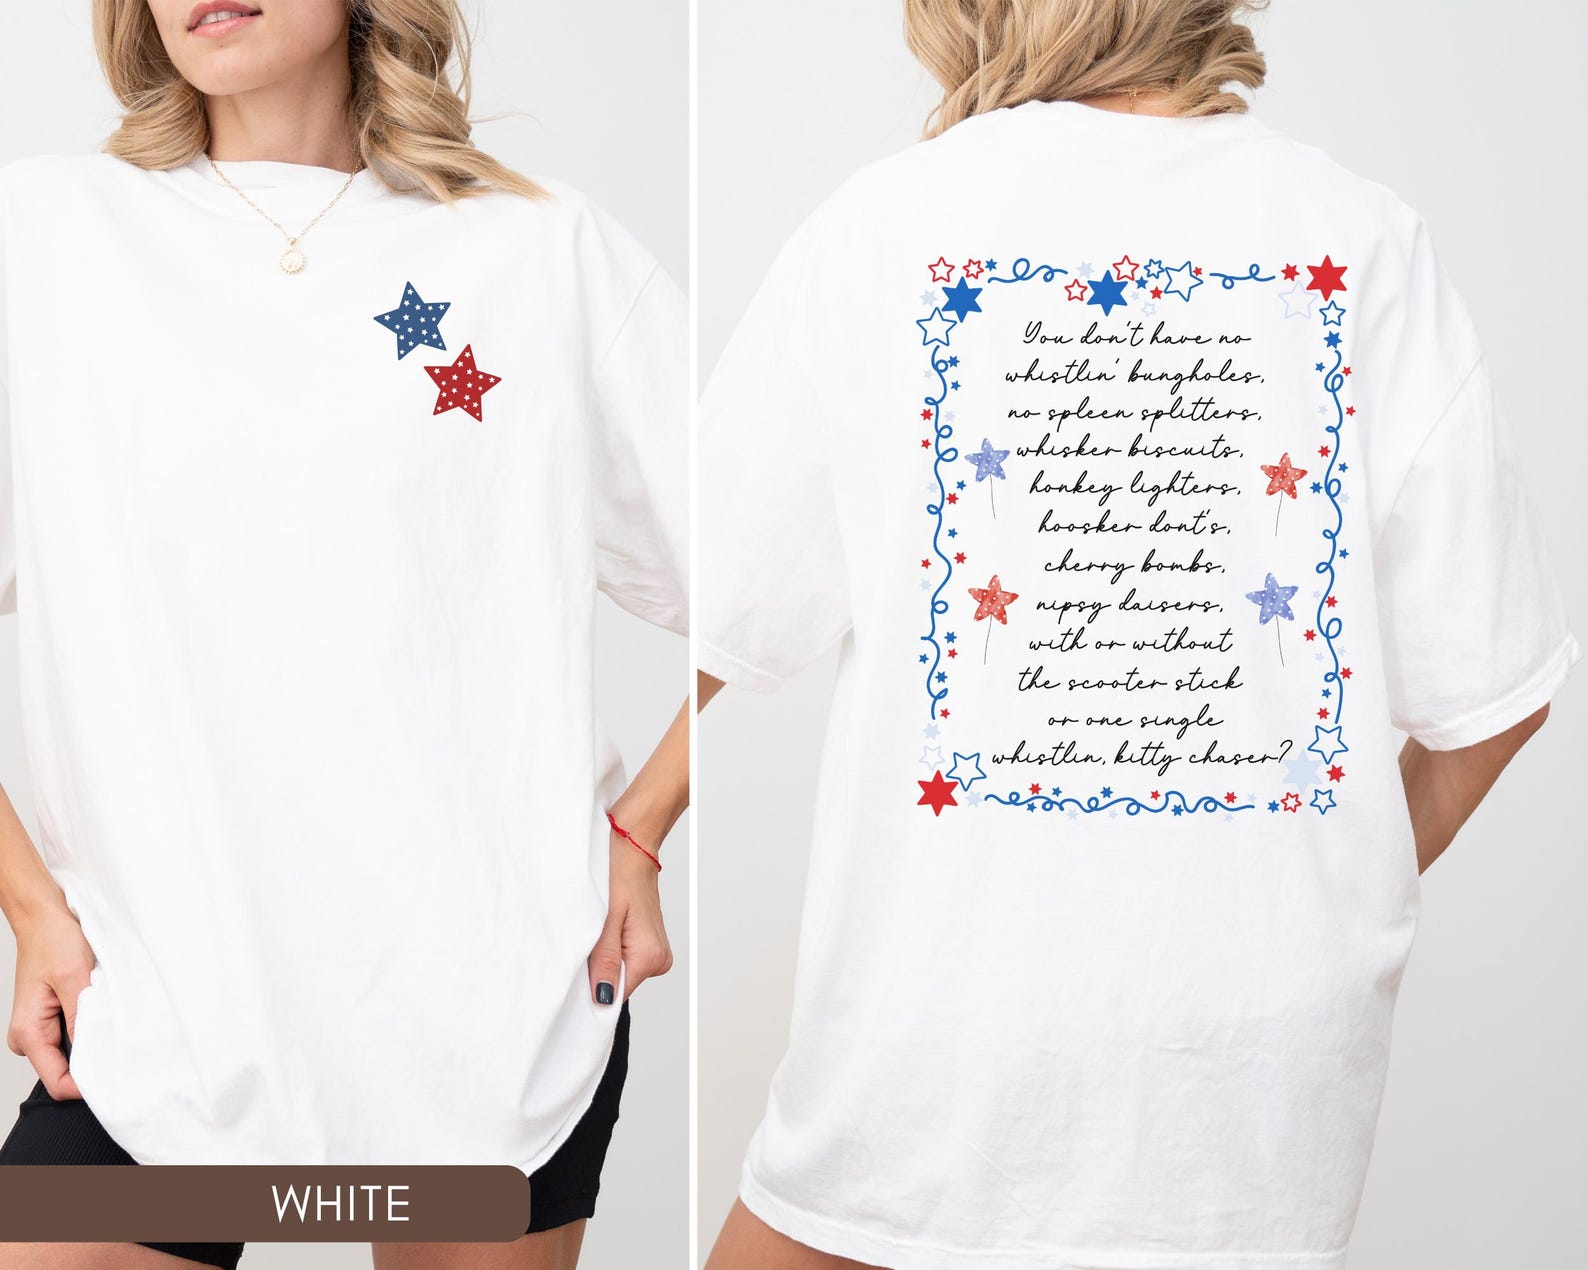 You don't have no
whistlin' bungholes,
no spleen splitters,
whisker biscuits,
honkey lighters,
hoosker dont's,
cherry bombs,
nipsy daisers,
with or without
the scooter stick
or one single
whistlin, kitty chaser?
WHITE